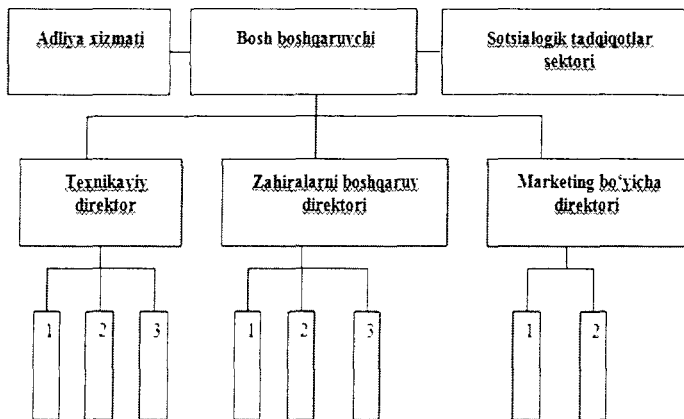 Adliya xizmati
Bosh boshqaruvchi
Sotsialogik tadqiqotlar
sektori
Texnikaviy
direktor
Zahiralarni boshqaruv
direktori
Marketing bo'yicha
direktori
1
2
3
1
2
3
1
2